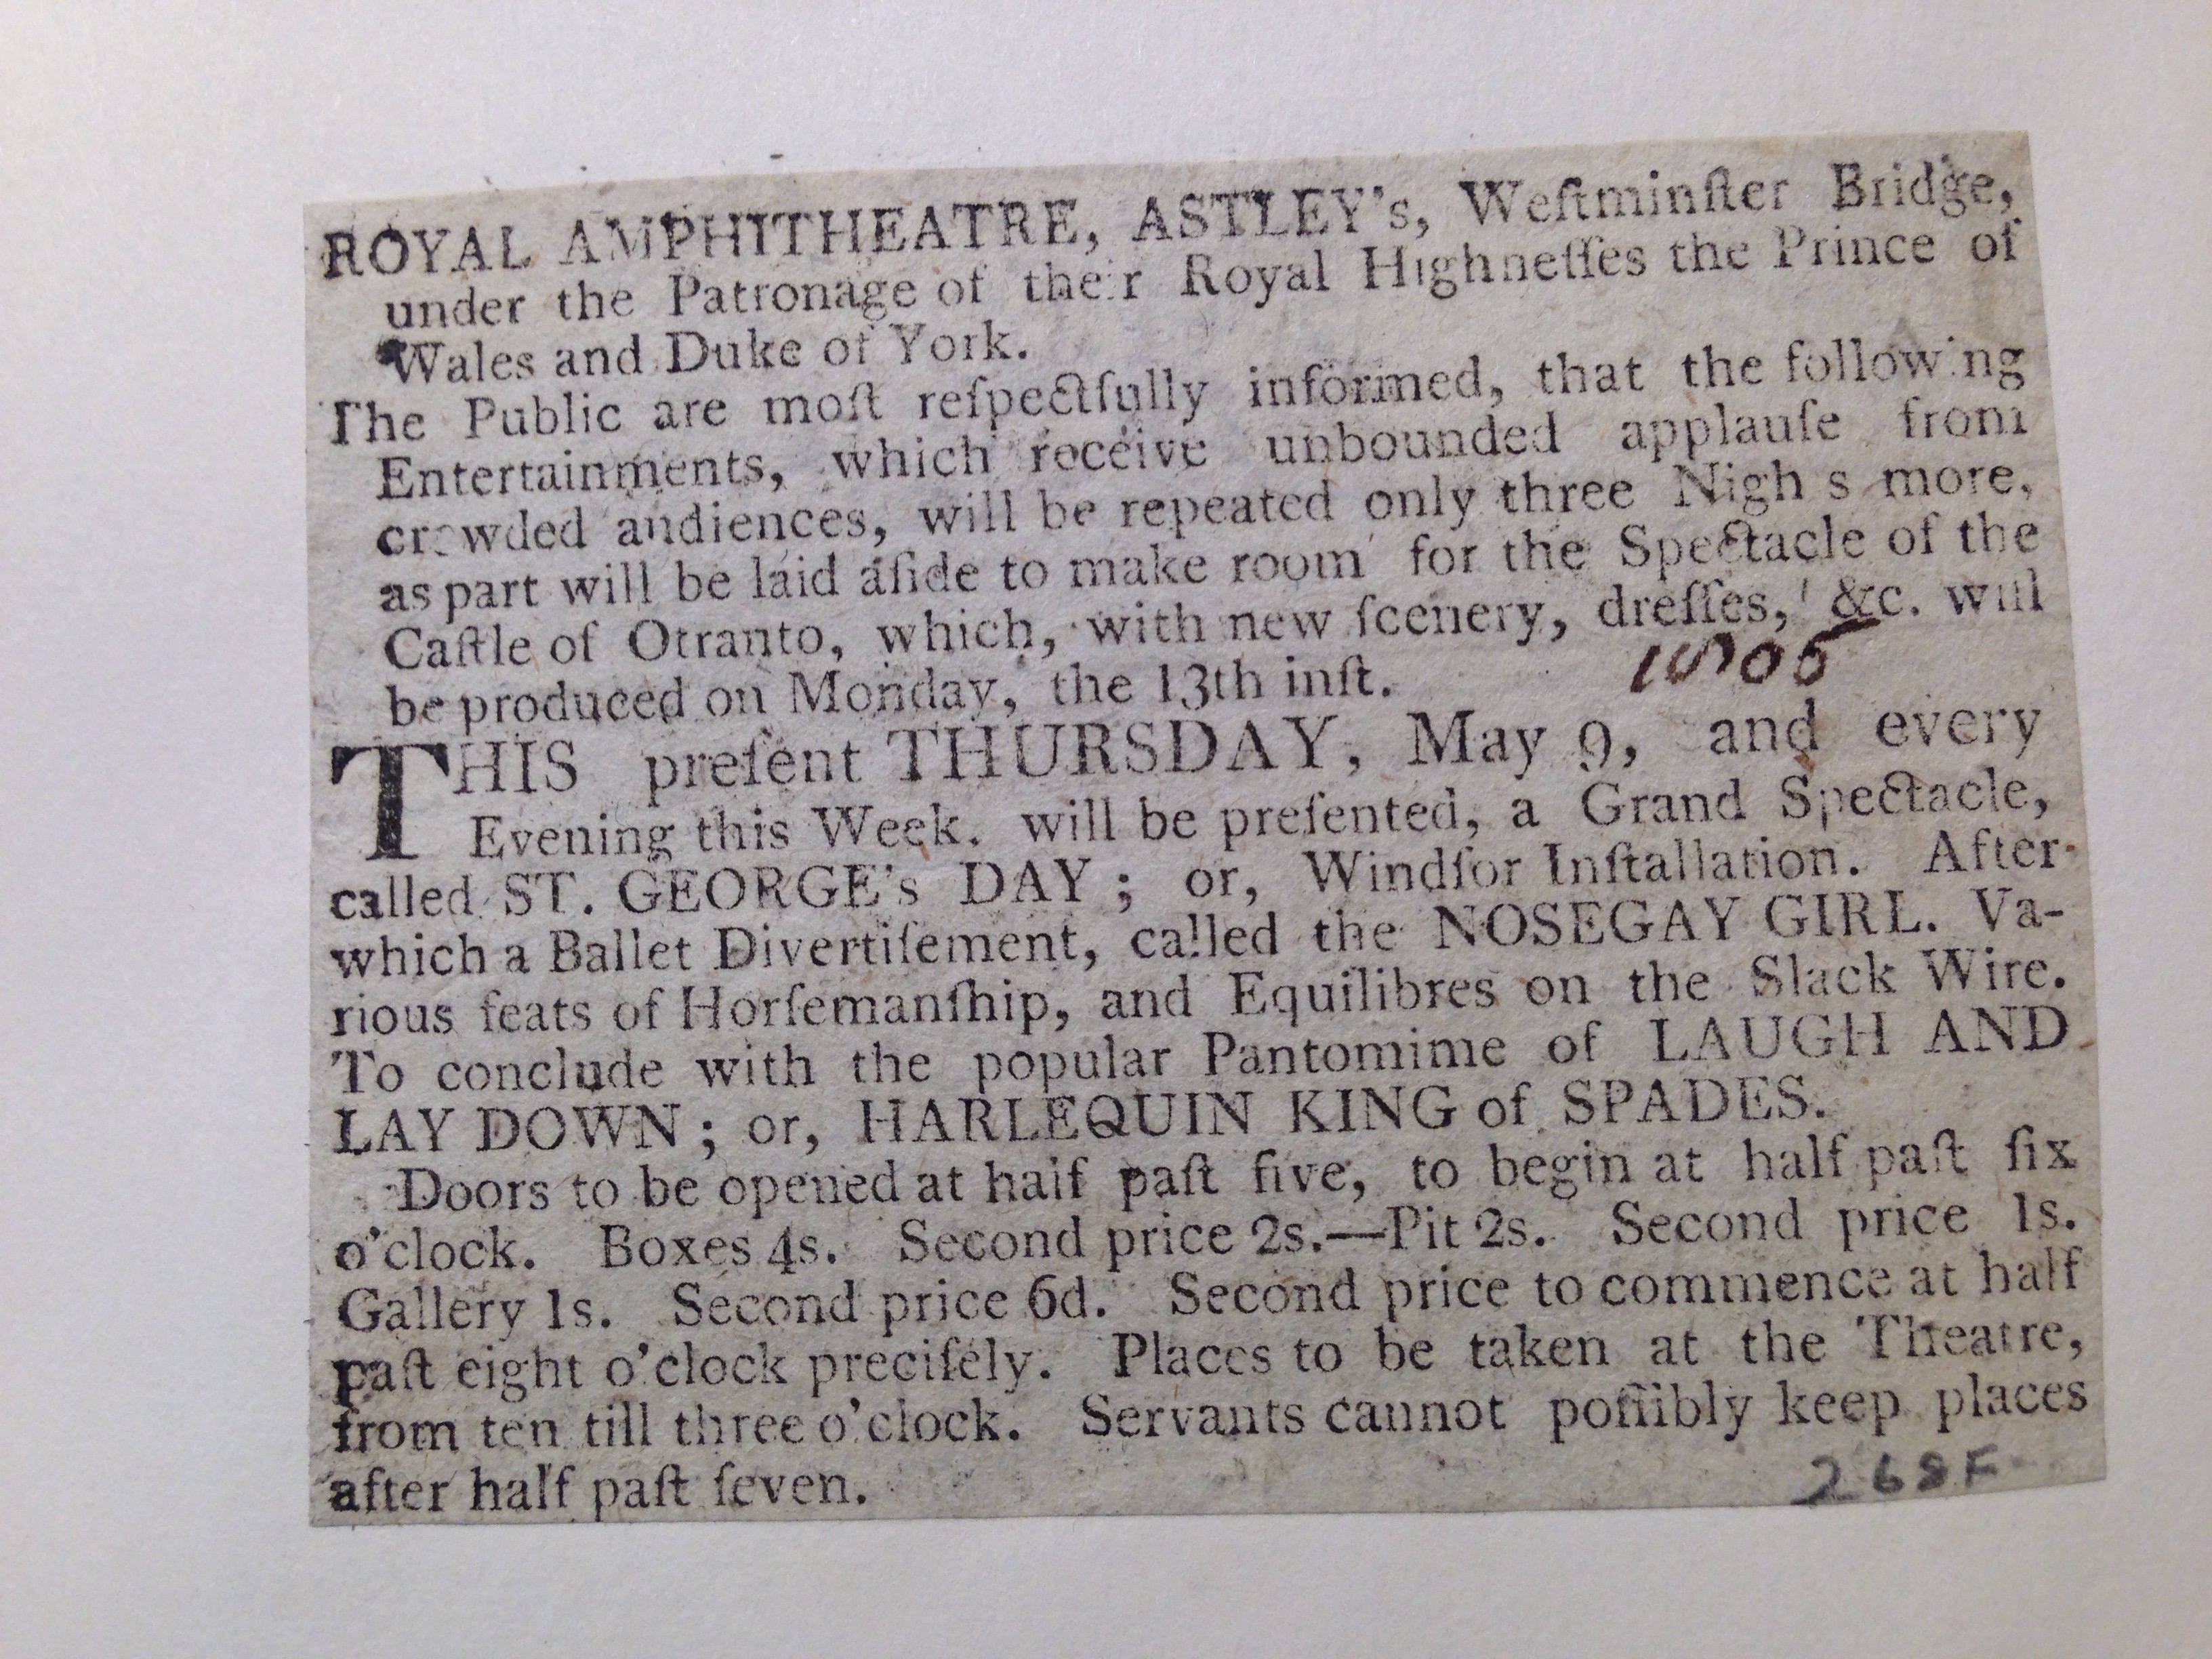 ROYAL AMPHITHEATRE, ASTLEY's, Weſtminſter Bridge,
under the Patronage of their Royal Highneſſes the Prince of
Wales and Duke of York.
The Public are moſt reſpectfully informed, that the following
Entertainments, which receive unbounded applauſe from
crowded audiences, will be repeated only three Nigh s more,
as part will be laid aſide to make room for the Spectacle of the
Caſtle of Otranto, which, with new ſcenery, dreſſes, &c. will
be produced on Monday, the 13th inſt.
1805
THIS preſent THURSDAY, May 9, and every
Evening this Week. will be preſented, a Grand Spectacle,
called ST. GEORGE's DAY; or, Windſor Inſtallation. After-
which a Ballet Divertiſement, called the NOSEGAY GIRL. Va-
rious feats of Horſemanſhip, and Equilibres on the Slack Wire.
To conclude with the popular Pantomime of LAUGH AND
LAY DOWN; or, HARLEQUIN KING of SPADES.
Doors to be opened at half paſt five, to begin at half paſt ſix
o'clock. Boxes 4s. Second price 2s.—Pit 2s. Second price 1s.
Gallery 1s. Second price 6d. Second price to commence at half
paſt eight o'clock preciſely. Places to be taken at the Theatre,
from ten till three o'clock. Servants cannot poſſibly keep places
after half paſt ſeven.
268F